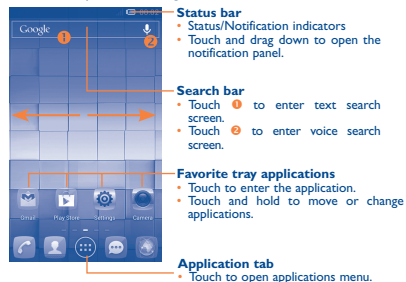 Status bar
• Status/Notification indicators
• Touch and drag down to open the
notification panel.
Google
1
2
Search bar
• Touch 1 to enter text search
screen.
• Touch 2 to enter voice search
screen.
Favorite tray applications
• Touch to enter the application.
• Touch and hold to move or change
applications.
Gmail Play Store Settings Camera
Application tab
• Touch to open applications menu.